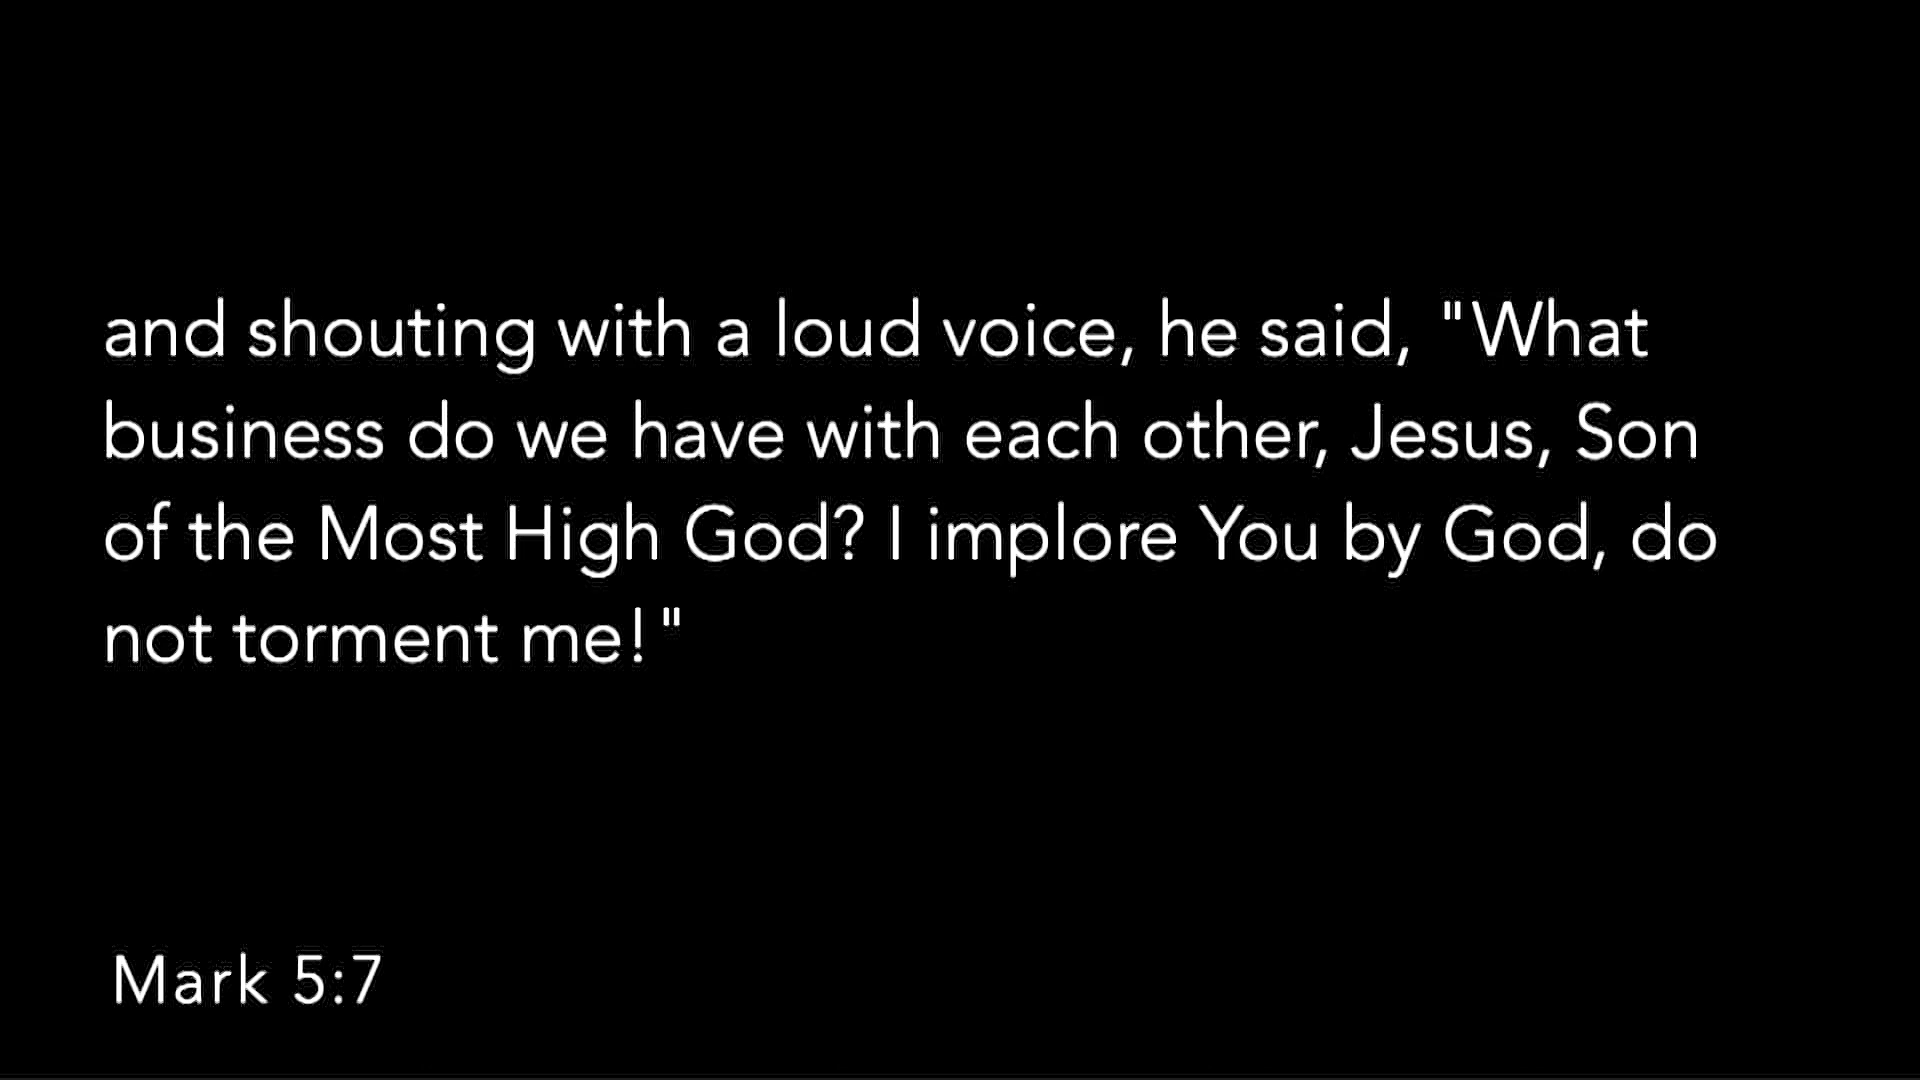 and shouting with a loud voice, he said, "What
business do we have with each other, Jesus, Son
of the Most High God? I implore You by God, do
not torment me!"
Mark 5:7